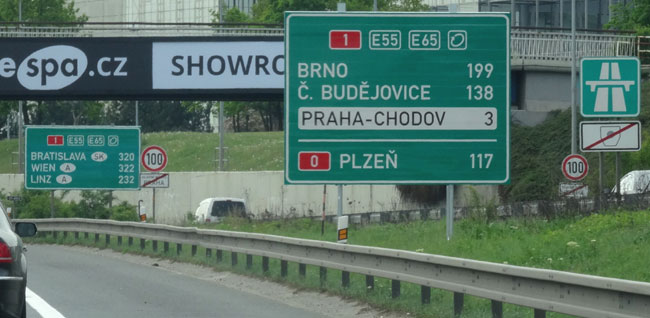 espa.cz
SHOWRO
1 E55 E65
BRNO 199
Č. BUDĚJOVICE 138
PRAHA-CHODOV 3
0 PLZEŇ 117
1 E55 E65
BRATISLAVA SK 320
WIEN A 322
LINZ A 232
100
100